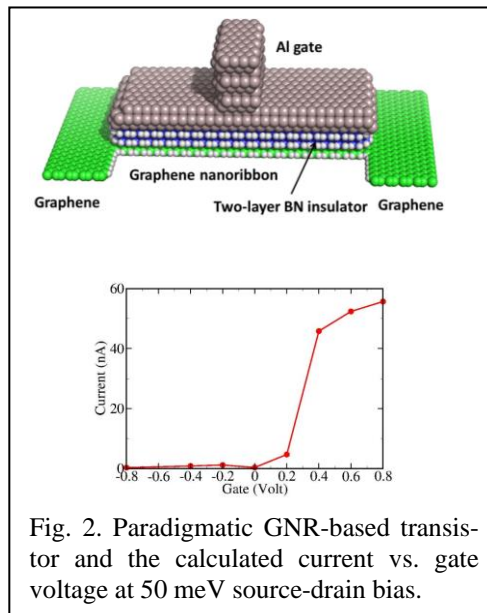 Al gate
Graphene nanoribbon
Graphene
Two-layer BN insulator
Graphene
60
40
20
0
Current (nA)
-0.8 -0.6 -0.4 -0.2 0 0.2 0.4 0.6 0.8
Gate (Volt)
Fig. 2. Paradigmatic GNR-based transis-
tor and the calculated current vs. gate
voltage at 50 meV source-drain bias.